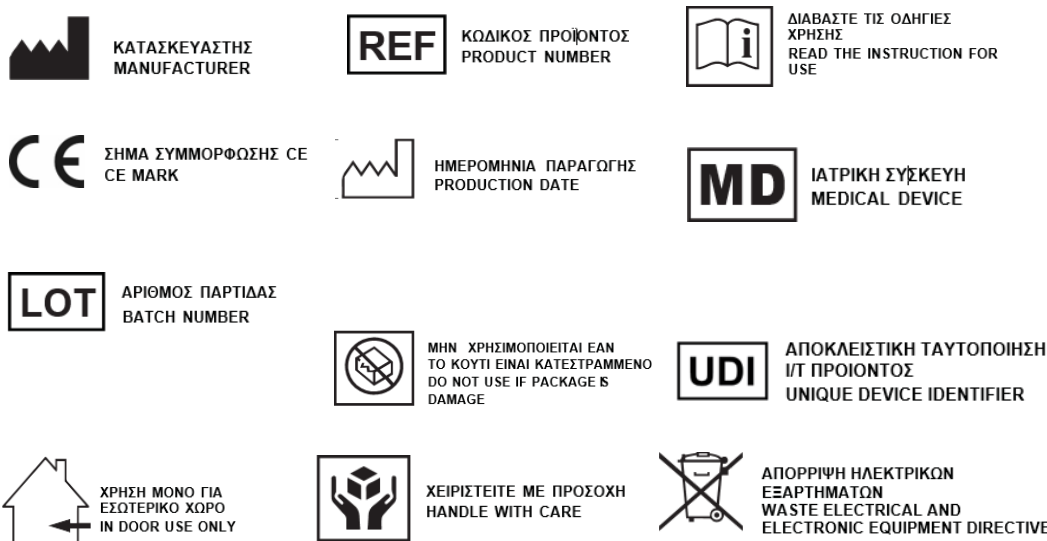 ΚΑΤΑΣΚΕΥΑΣΤΗΣ
MANUFACTURER
REF
ΚΩΔΙΚΟΣ ΠΡΟΪΟΝΤΟΣ
PRODUCT NUMBER
i
ΔΙΑΒΑΣΤΕ ΤΙΣ ΟΔΗΓΙΕΣ
ΧΡΗΣΗΣ
READ THE INSTRUCTION FOR
USE
CE
ΣΗΜΑ ΣΥΜΜΟΡΦΩΣΗΣ CE
CE MARK
ΗΜΕΡΟΜΗΝΙΑ ΠΑΡΑΓΩΓΗΣ
PRODUCTION DATE
MD
ΙΑΤΡΙΚΗ ΣΥΣΚΕΥΗ
MEDICAL DEVICE
LOT
ΑΡΙΘΜΟΣ ΠΑΡΤΙΔΑΣ
BATCH NUMBER
ΜΗΝ ΧΡΗΣΙΜΟΠΟΙΕΙΤΑΙ ΕΑΝ
ΤΟ ΚΟΥΤΙ ΕΙΝΑΙ ΚΑΤΕΣΤΡΑΜΜΕΝΟ
DO NOT USE IF PACKAGE IS
DAMAGE
UDI
ΑΠΟΚΛΕΙΣΤΙΚΗ ΤΑΥΤΟΠΟΙΗΣΗ
Ι/Τ ΠΡΟΙΟΝΤΟΣ
UNIQUE DEVICE IDENTIFIER
ΧΡΗΣΗ ΜΟΝΟ ΓΙΑ
ΕΣΩΤΕΡΙΚΟ ΧΩΡΟ
IN DOOR USE ONLY
ΧΕΙΡΙΣΤΕΙΤΕ ΜΕ ΠΡΟΣΟΧΗ
HANDLE WITH CARE
ΑΠΟΡΡΙΨΗ ΗΛΕΚΤΡΙΚΩΝ
ΕΞΑΡΤΗΜΑΤΩΝ
WASTE ELECTRICAL AND
ELECTRONIC EQUIPMENT DIRECTIVE